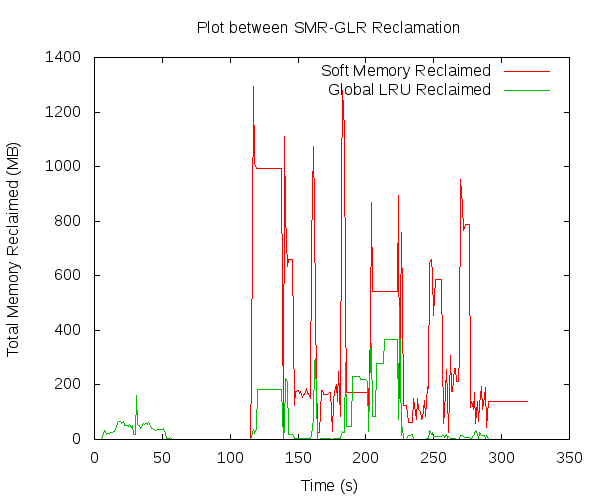 Plot between SMR-GLR Reclamation
Total Memory Reclaimed (MB)
1400
1200
1000
800
600
400
200
0
Soft Memory Reclaimed
Global LRU Reclaimed
0 50 100 150 200 250 300 350
Time (s)